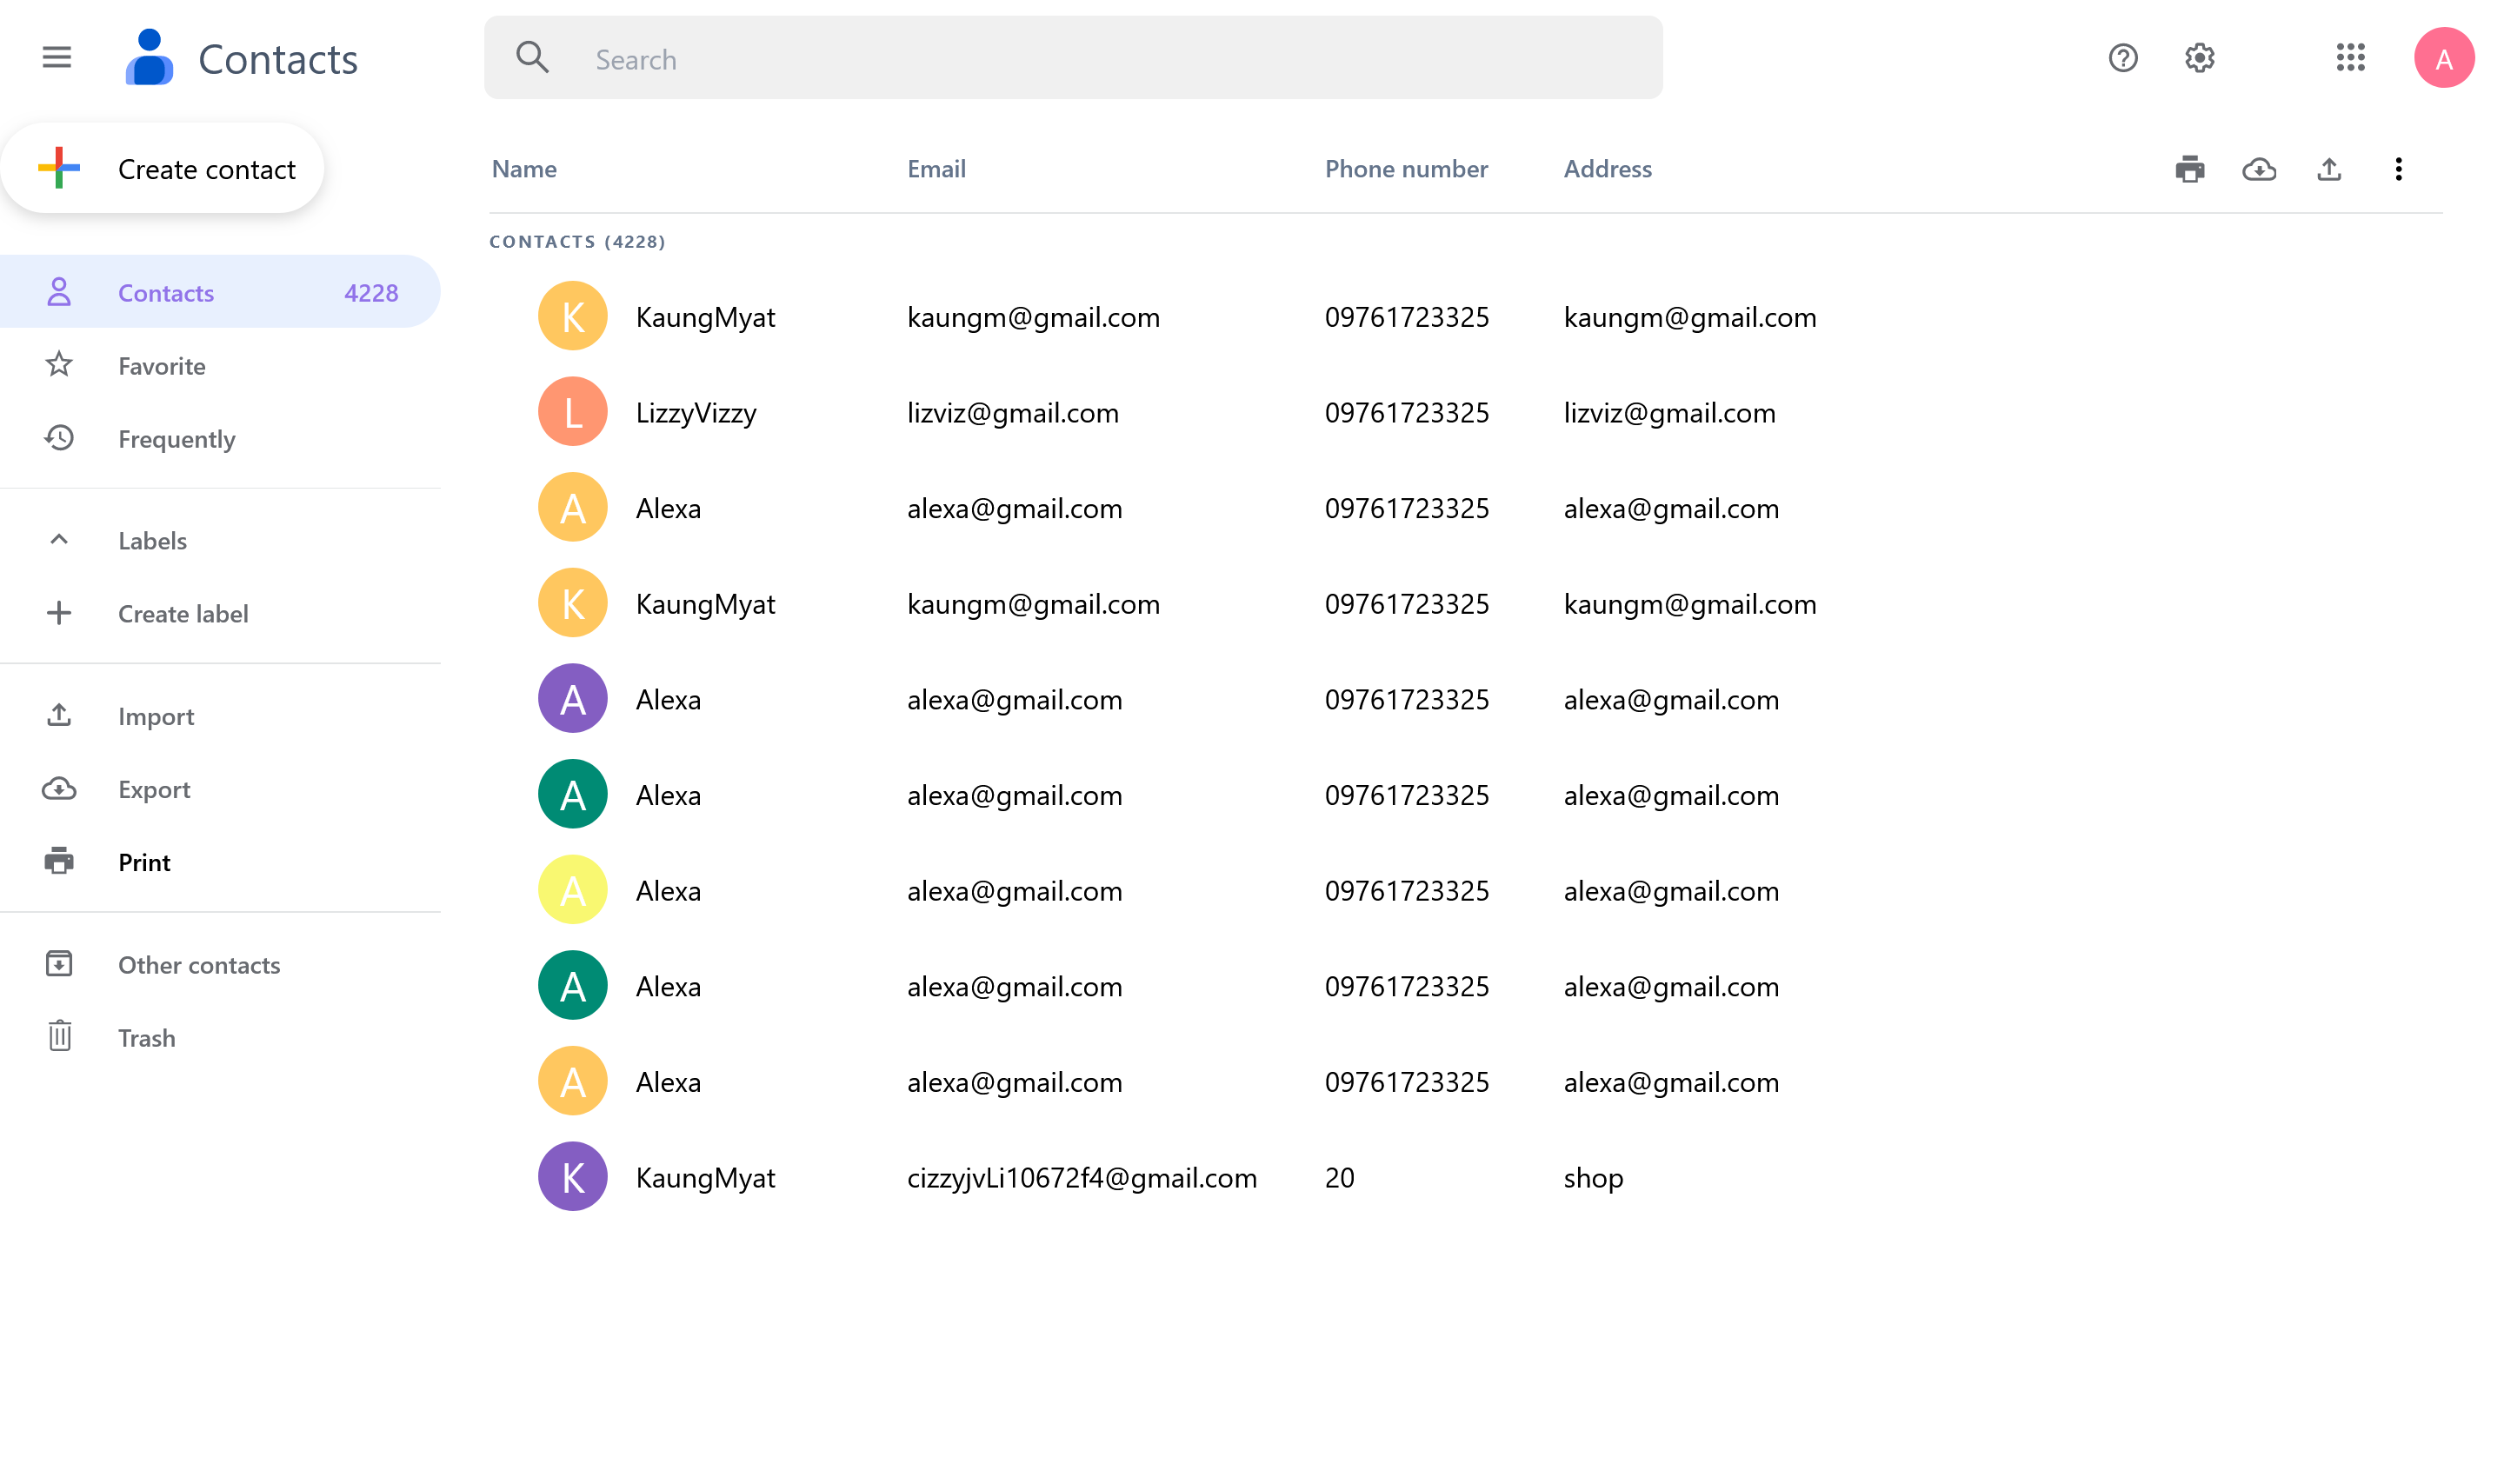 Contacts
Search
A
Create contact
Name Email Phone number Address
CONTACTS (4228)
Contacts 4228
Favorite
Frequently
Labels
Create label
Import
Export
Print
Other contacts
Trash
K KaungMyat kaungm@gmail.com 09761723325 kaungm@gmail.com
L LizzyVizzy lizviz@gmail.com 09761723325 lizviz@gmail.com
A Alexa alexa@gmail.com 09761723325 alexa@gmail.com
K KaungMyat kaungm@gmail.com 09761723325 kaungm@gmail.com
A Alexa alexa@gmail.com 09761723325 alexa@gmail.com
A Alexa alexa@gmail.com 09761723325 alexa@gmail.com
A Alexa alexa@gmail.com 09761723325 alexa@gmail.com
A Alexa alexa@gmail.com 09761723325 alexa@gmail.com
A Alexa alexa@gmail.com 09761723325 alexa@gmail.com
K KaungMyat cizzyjvLi10672f4@gmail.com 20 shop